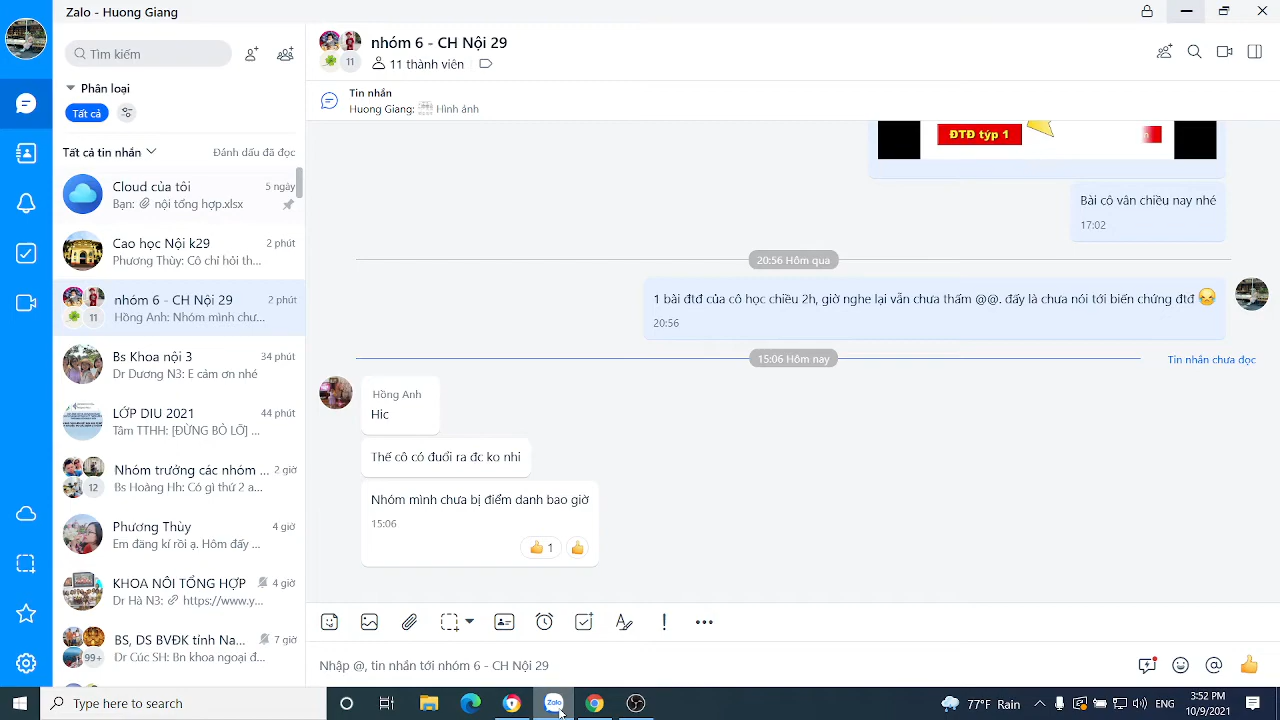 Zalo - Huong Giang
Tìm kiếm
Phân loại
Tất cả
Tất cả tin nhắn
Đánh dấu đã đọc
Cloud của tôi
5 ngày
Bạn: nội tổng hợp.xlsx
Cao học Nội k29
2 phút
Phương Thùy: Cô chỉ hỏi th...
nhóm 6 - CH Nội 29
2 phút
11
Hồng Anh: Nhóm mình chư...
Bs Khoa nội 3
34 phút
Dr Lương N3: E cảm ơn nhé
LỚP DIU 2021
44 phút
Tâm TTHH: [ĐỪNG BỎ LỠ] ...
Nhóm trưởng các nhóm ...
2 giờ
12
Bs Hoàng Hh: Có gì thứ 2 a...
Phương Thùy
4 giờ
Em đăng kí rồi ạ. Hôm đấy ...
KHOA NỘI TỔNG HỢP
4 giờ
Dr Hà N3: https://www.y...
BS, DS BVĐK tỉnh Na...
7 giờ
99+
Dr Cúc SH: Bn khoa ngoại đ...
nhóm 6 - CH Nội 29
11
11 thành viên
Tin nhắn
Huong Giang: Hình ảnh
ĐTĐ týp 1
Bài cô vân chiều nay nhé
17:02
20:56 Hôm qua
1 bài đtđ của cô học chiều 2h, giờ nghe lại vẫn chưa thấm @@. đấy là chưa nói tới biến chứng đtđ 
20:56
15:06 Hôm nay
Tin nhắn chưa đọc
Hồng Anh
Hic
Thế cô có đuổi ra đc ko nhỉ
Nhóm mình chưa bị điểm danh bao giờ
15:06
1
Nhập @, tin nhắn tới nhóm 6 - CH Nội 29
Type here to search
Zalo
77°F Rain
ENG
3:52 PM
10/9/2021